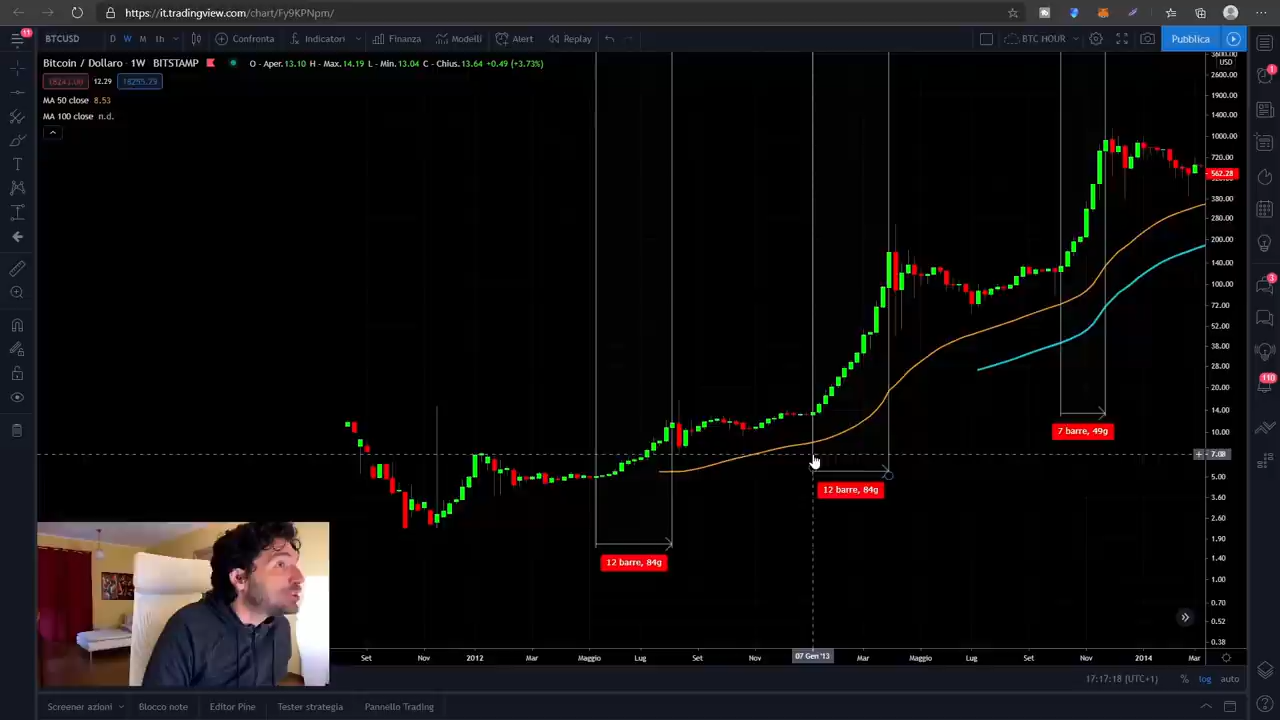 https://it.tradingview.com/chart/Fy9KPNpm/
11 BTCUSD D W M 1h Confronta Indicatori Finanza Modelli Alert Replay BTC HOUR Pubblica
Bitcoin / Dollaro · 1W BITSTAMP O - Aper.13.10 H - Max.14.19 L - Min.13.04 C - Chius.13.64 +0.49 (+3.73%)
12.29
MA 50 close 8.53
MA 100 close n.d.
USD
2600.00
1900.00
1400.00
1000.00
720.00
562.28
380.00
280.00
200.00
140.00
100.00
72.00
52.00
38.00
28.00
20.00
14.00
10.00
7.08
5.00
3.60
2.60
1.90
1.40
1.00
0.70
0.52
0.38
1
3
110
7 barre, 49g
12 barre, 84g
12 barre, 84g
Set Nov 2012 Mar Maggio Lug Set Nov 07 Gen '13 Mar Maggio Lug Set Nov 2014 Mar
17:17:18 (UTC+1) % log auto
Screener azioni Blocco note Editor Pine Tester strategia Pannello Trading